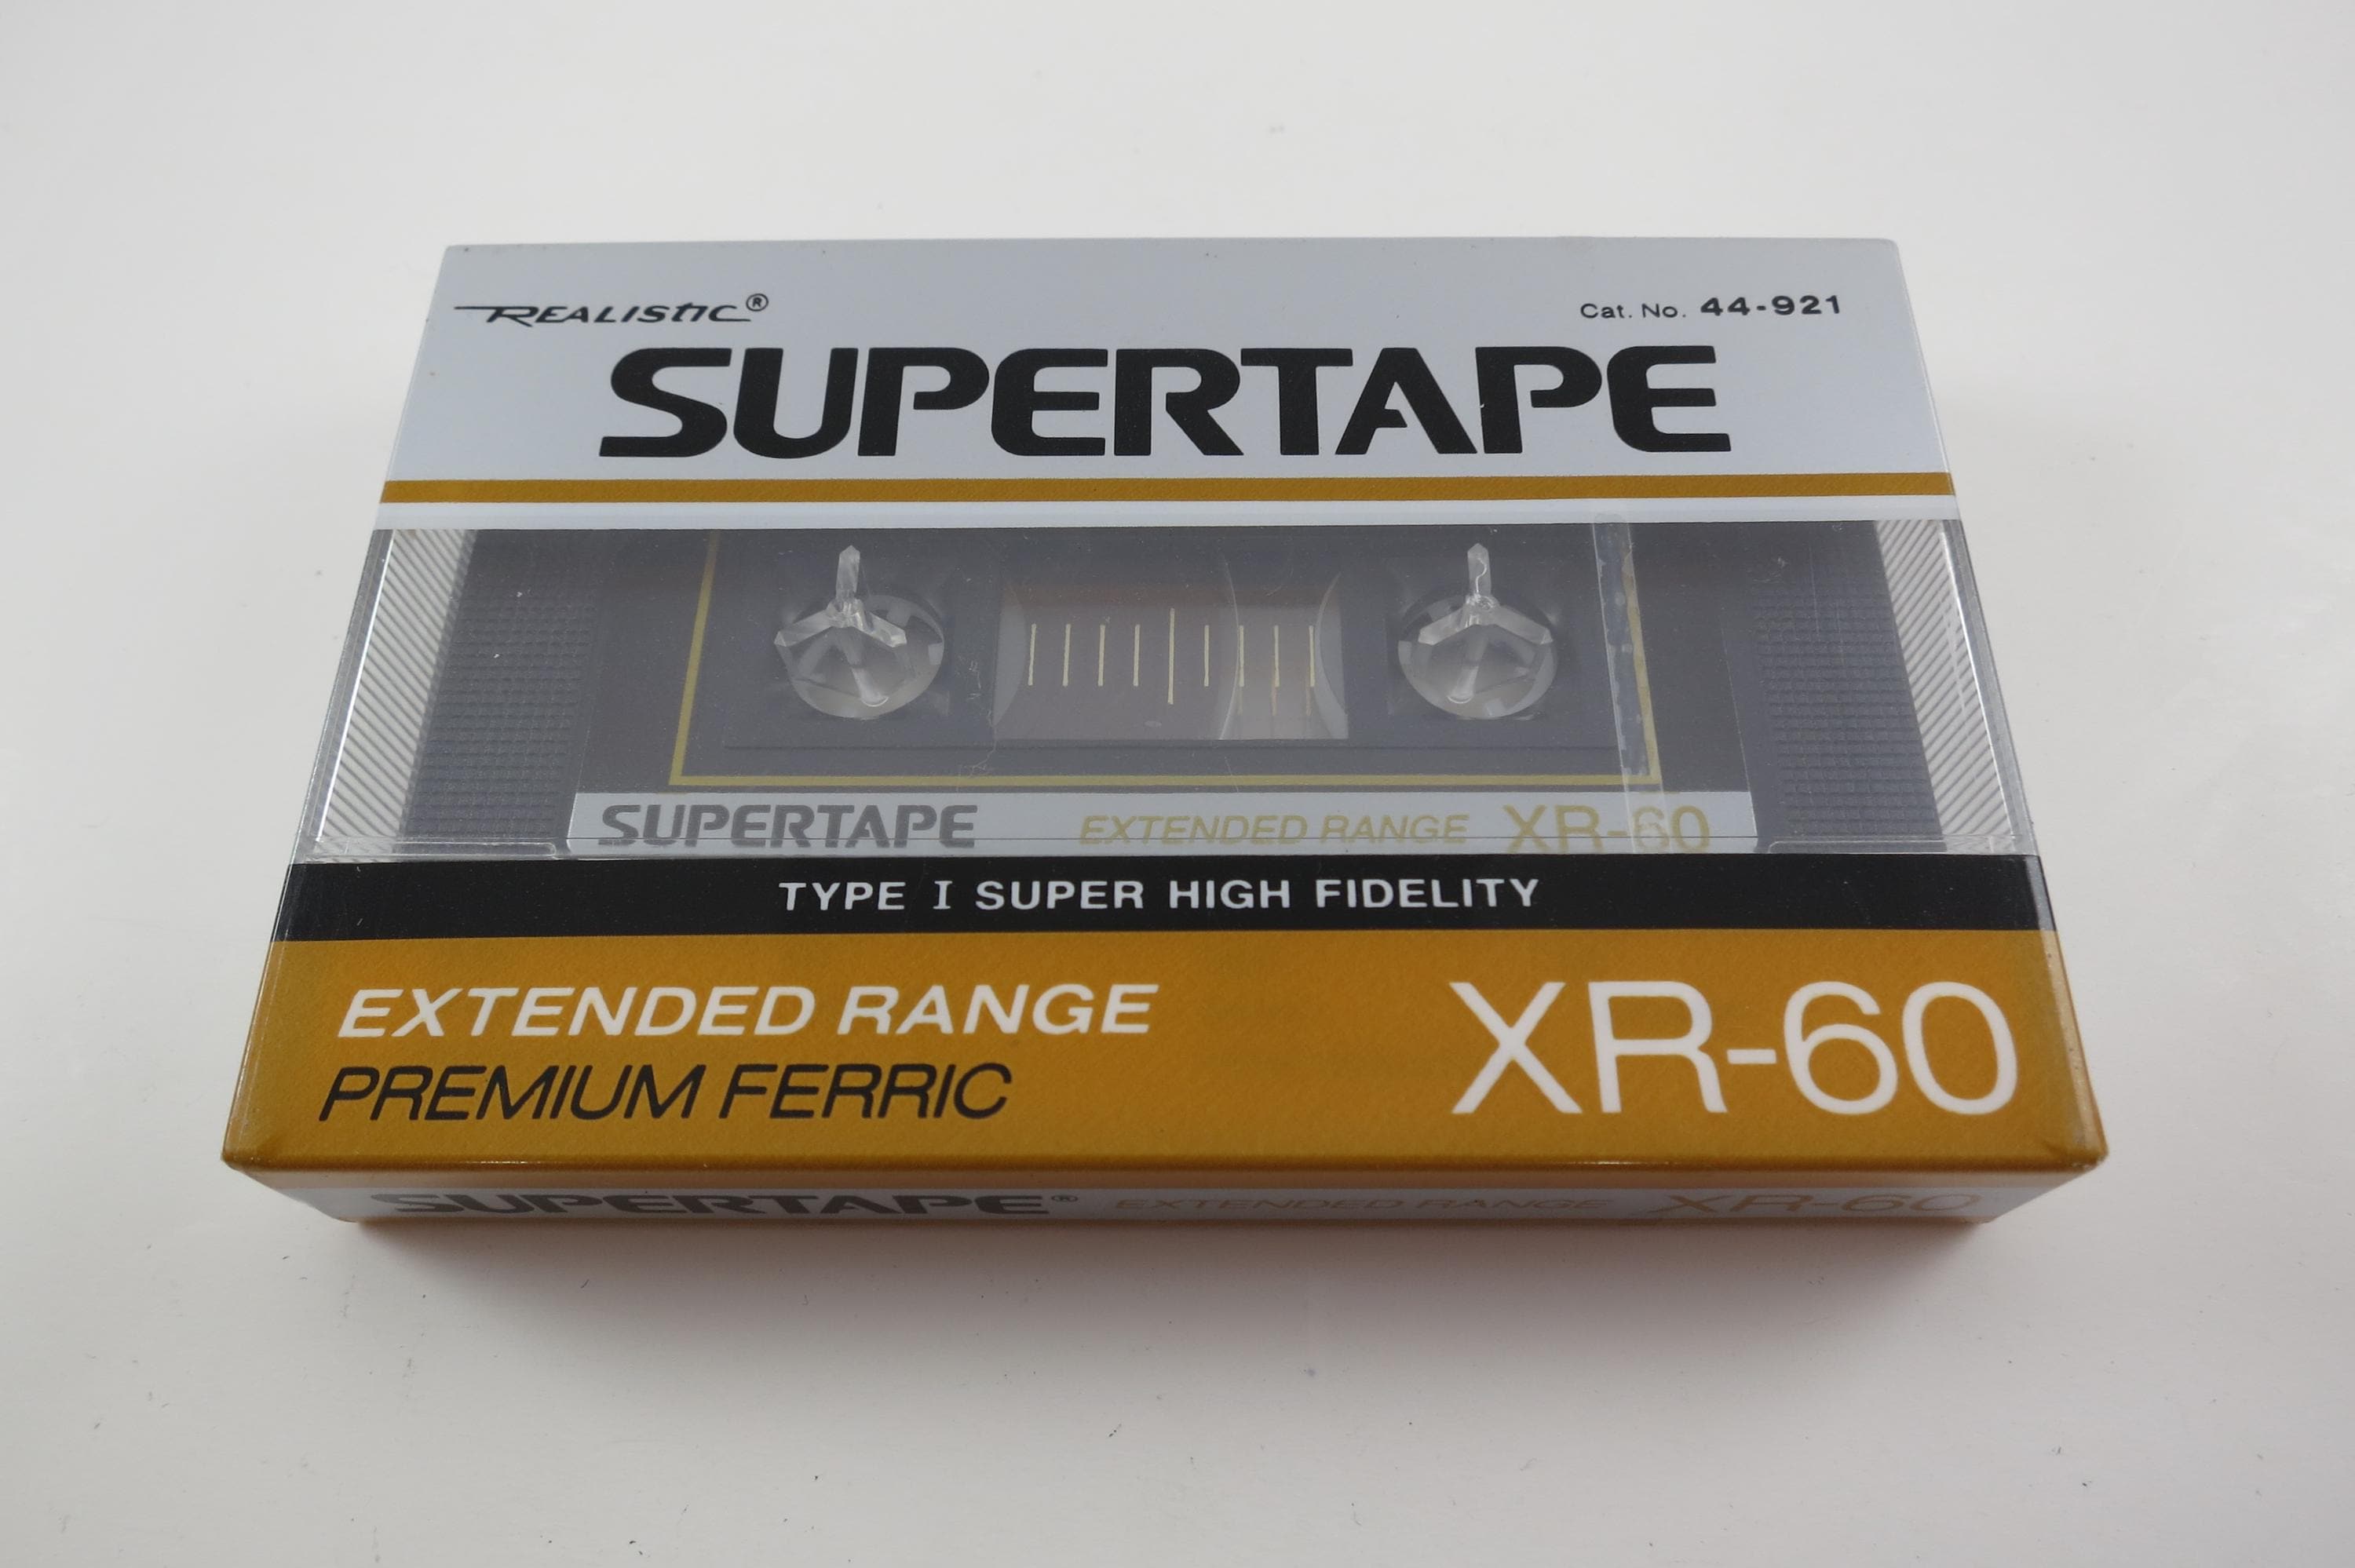 REALISTIC®
Cat. No. 44-921
SUPERTAPE
SUPERTAPE EXTENDED RANGE XR-60
TYPE I SUPER HIGH FIDELITY
EXTENDED RANGE XR-60
PREMIUM FERRIC
SUPERTAPE® EXTENDED RANGE XR-60